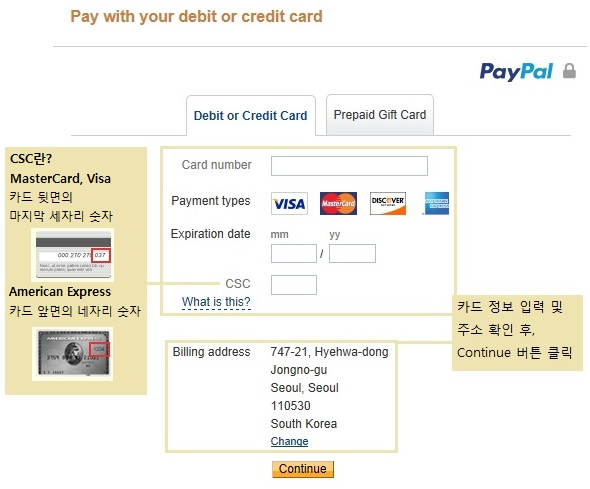 Pay with your debit or credit card
PayPal
Debit or Credit Card
Prepaid Gift Card
CSC란?
MasterCard, Visa
카드 뒷면의
마지막 세자리 숫자
000 270 270 037
American Express
카드 앞면의 네자리 숫자
AMERICAN EXPRESS
Card number
Payment types
VISA
MasterCard
DISCOVER
Expiration date
mm
yy
/
CSC
What is this?
카드 정보 입력 및
주소 확인 후,
Continue 버튼 클릭
Billing address
747-21, Hyehwa-dong
Jongno-gu
Seoul, Seoul
110530
South Korea
Change
Continue